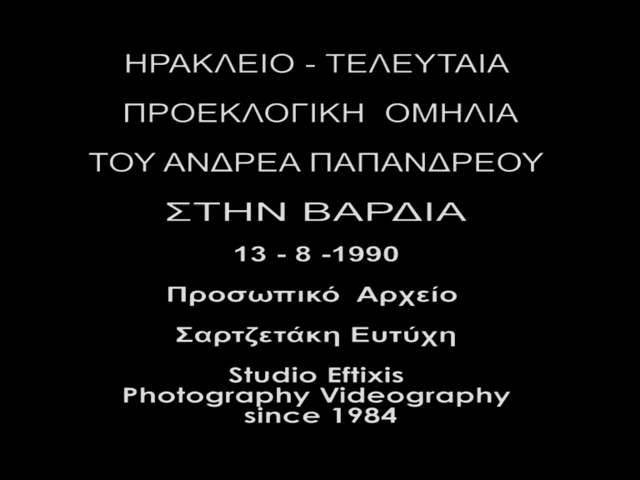 ΗΡΑΚΛΕΙΟ - ΤΕΛΕΥΤΑΙΑ
ΠΡΟΕΚΛΟΓΙΚΗ ΟΜΗΛΙΑ
ΤΟΥ ΑΝΔΡΕΑ ΠΑΠΑΝΔΡΕΟΥ
ΣΤΗΝ ΒΑΡΔΙΑ
13 - 8 -1990
Προσωπικό Αρχείο
Σαρτζετάκη Ευτύχη
Studio Eftixis
Photography Videography
since 1984